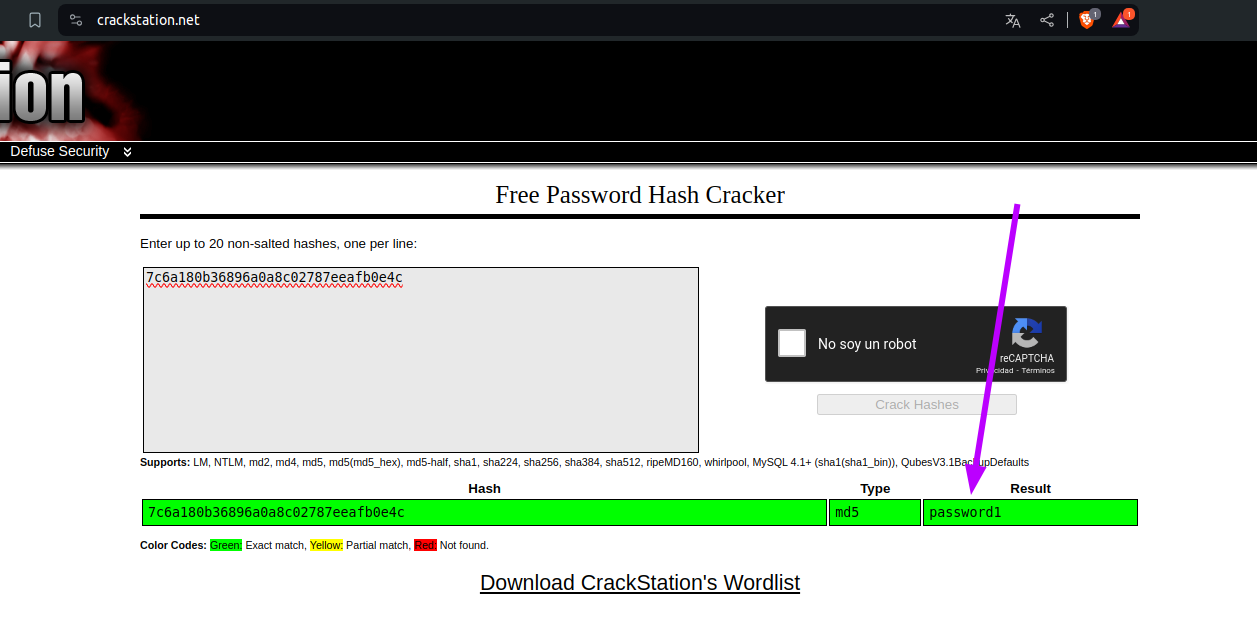 crackstation.net
1
1
ion
Defuse Security
Free Password Hash Cracker
Enter up to 20 non-salted hashes, one per line:
7c6a180b36896a0a8c02787eeafb0e4c
No soy un robot
reCAPTCHA
Privacidad - Términos
Crack Hashes
Supports: LM, NTLM, md2, md4, md5, md5(md5_hex), md5-half, sha1, sha224, sha256, sha384, sha512, ripeMD160, whirlpool, MySQL 4.1+ (sha1(sha1_bin)), QubesV3.1BackupDefaults
Hash Type Result
7c6a180b36896a0a8c02787eeafb0e4c md5 password1
Color Codes: Green: Exact match, Yellow: Partial match, Red: Not found.
Download CrackStation's Wordlist